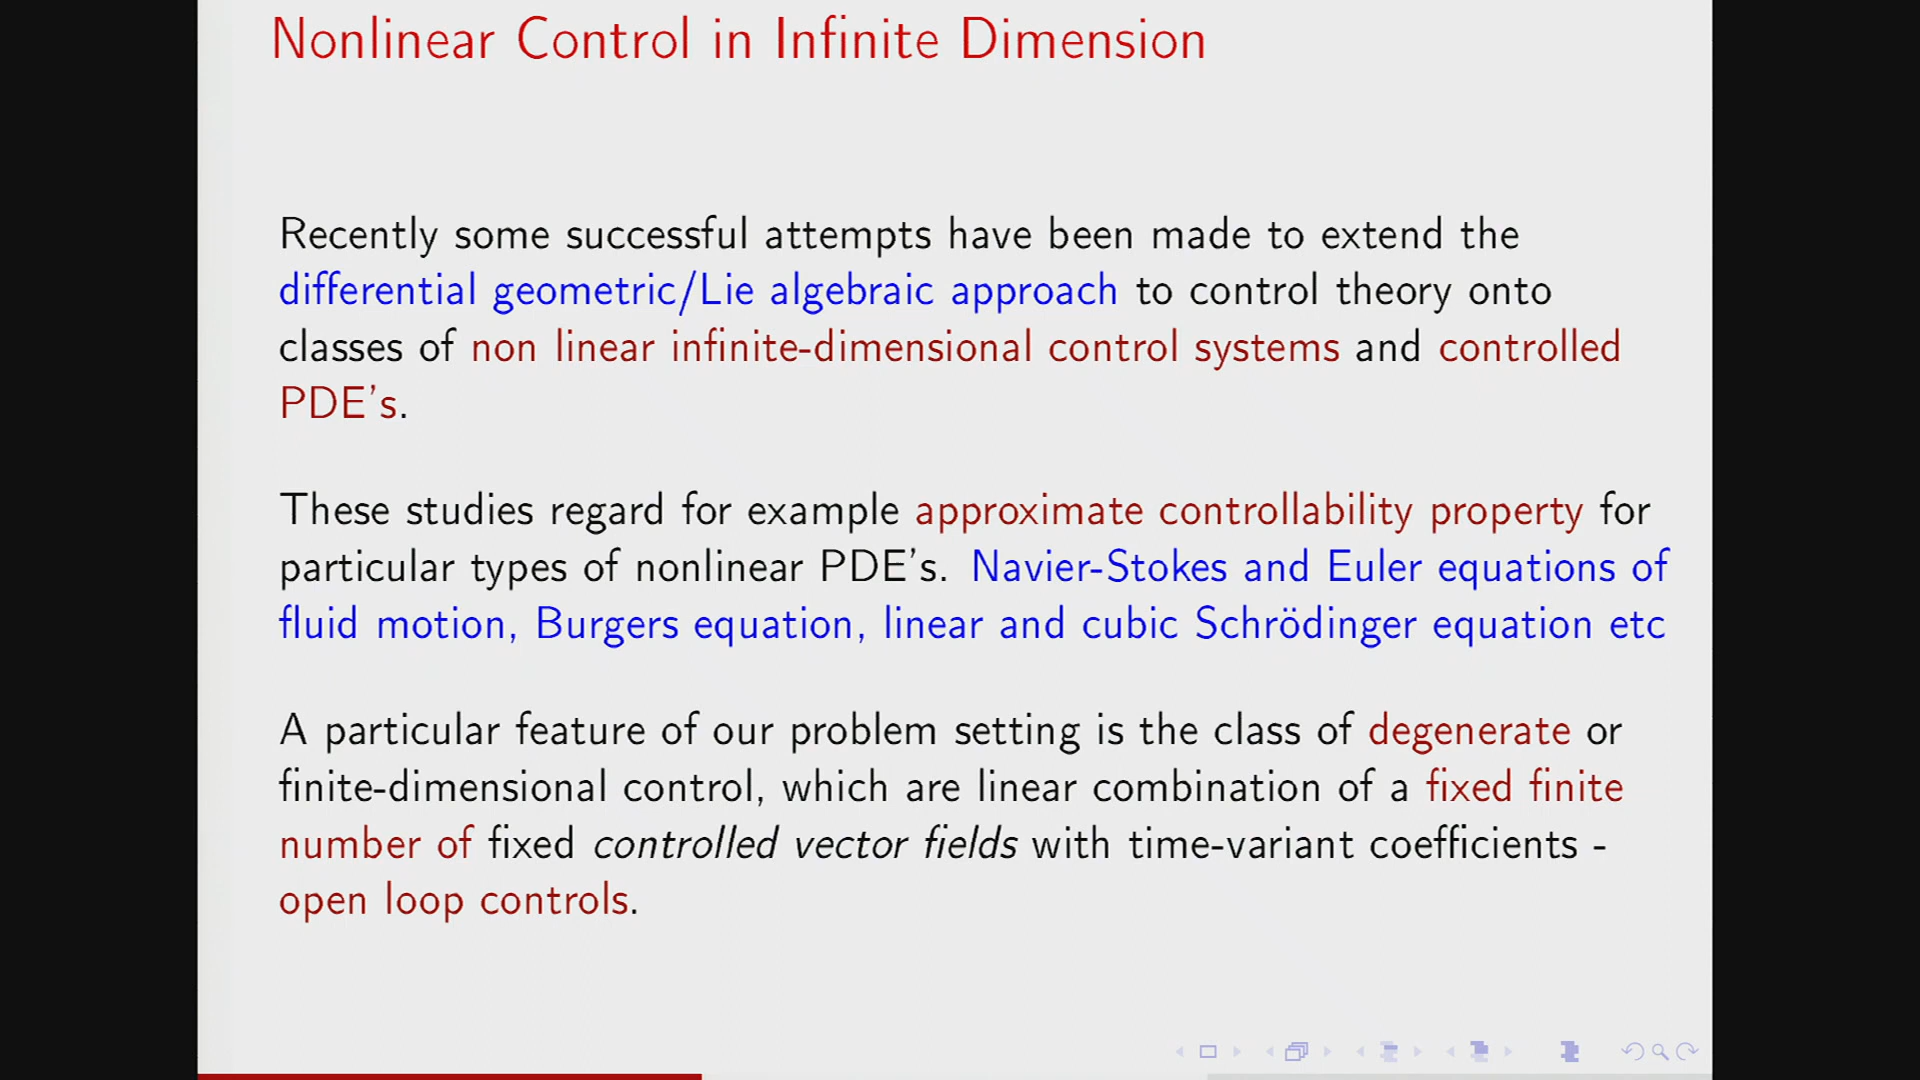 Nonlinear Control in Infinite Dimension
Recently some successful attempts have been made to extend the
differential geometric/Lie algebraic approach to control theory onto
classes of non linear infinite-dimensional control systems and controlled
PDE's.
These studies regard for example approximate controllability property for
particular types of nonlinear PDE's. Navier-Stokes and Euler equations of
fluid motion, Burgers equation, linear and cubic Schrödinger equation etc
A particular feature of our problem setting is the class of degenerate or
finite-dimensional control, which are linear combination of a fixed finite
number of fixed controlled vector fields with time-variant coefficients -
open loop controls.